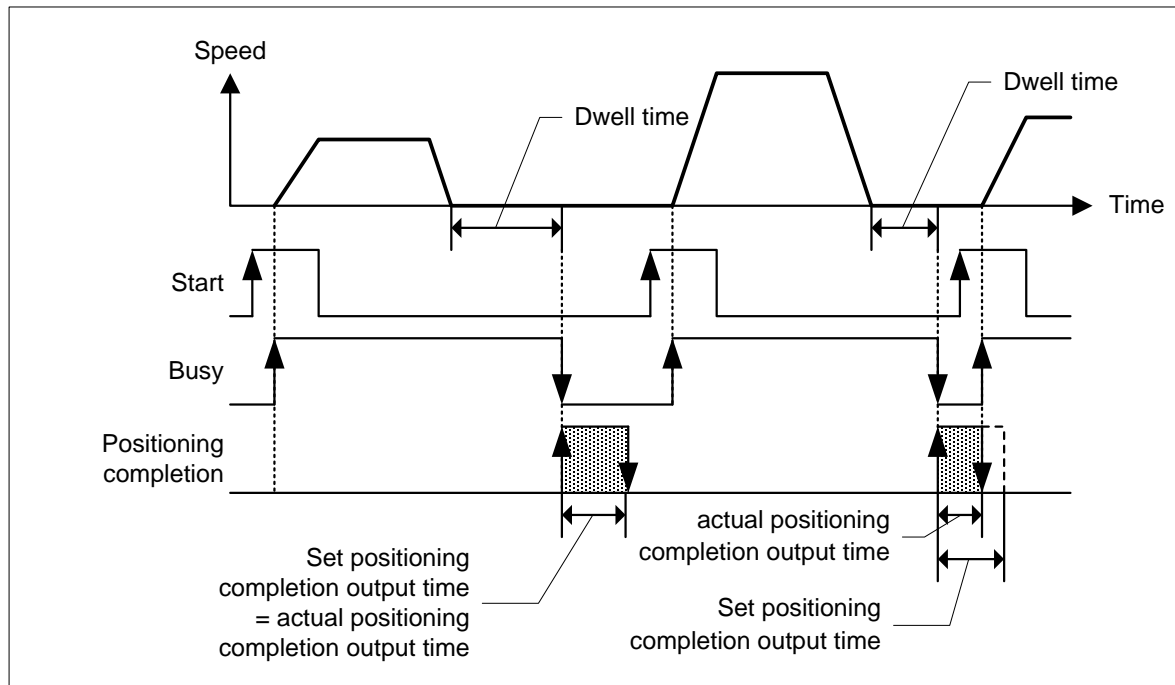 Speed
Dwell time
Dwell time
Time
Start
Busy
Positioning
completion
Set positioning
completion output time
= actual positioning
completion output time
actual positioning
completion output time
Set positioning
completion output time